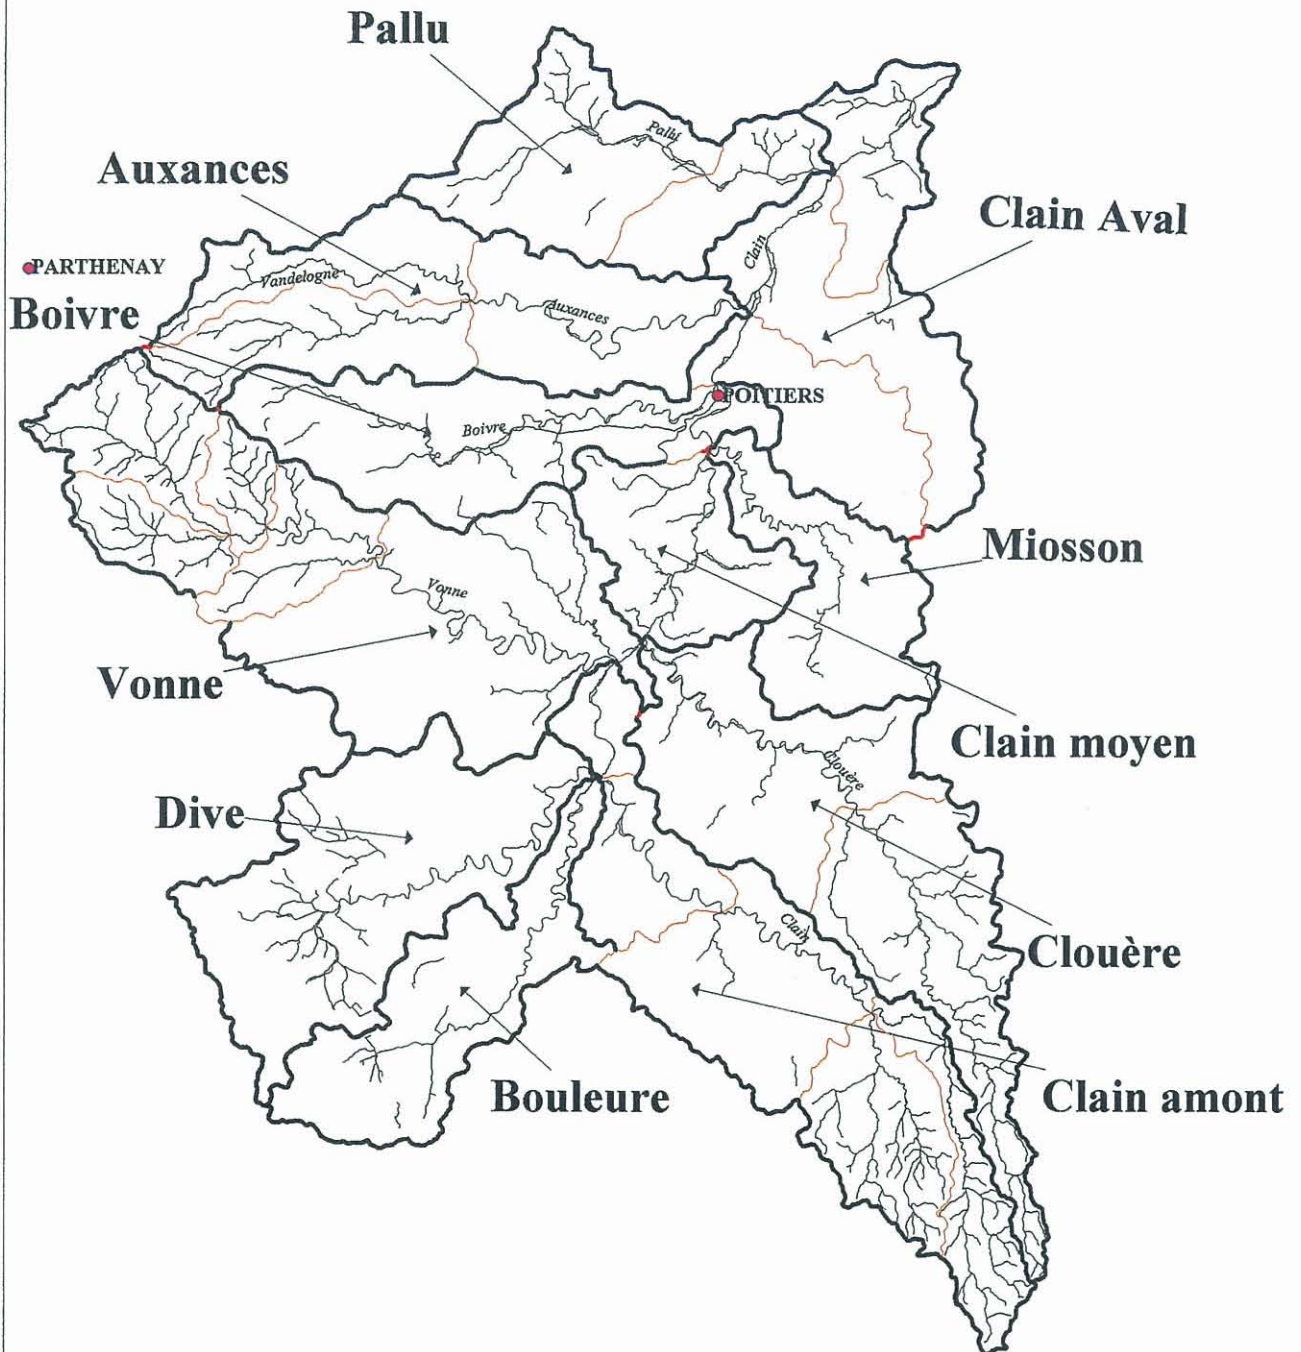 Pallu
Pallu
Auxances
Clain Aval
Clain
PARTHENAY
Vandelogne
Boivre
Auxances
POITIERS
Boivre
Miosson
Vonne
Vonne
Clain moyen
Clouère
Dive
Clain
Clouère
Bouleure
Clain amont